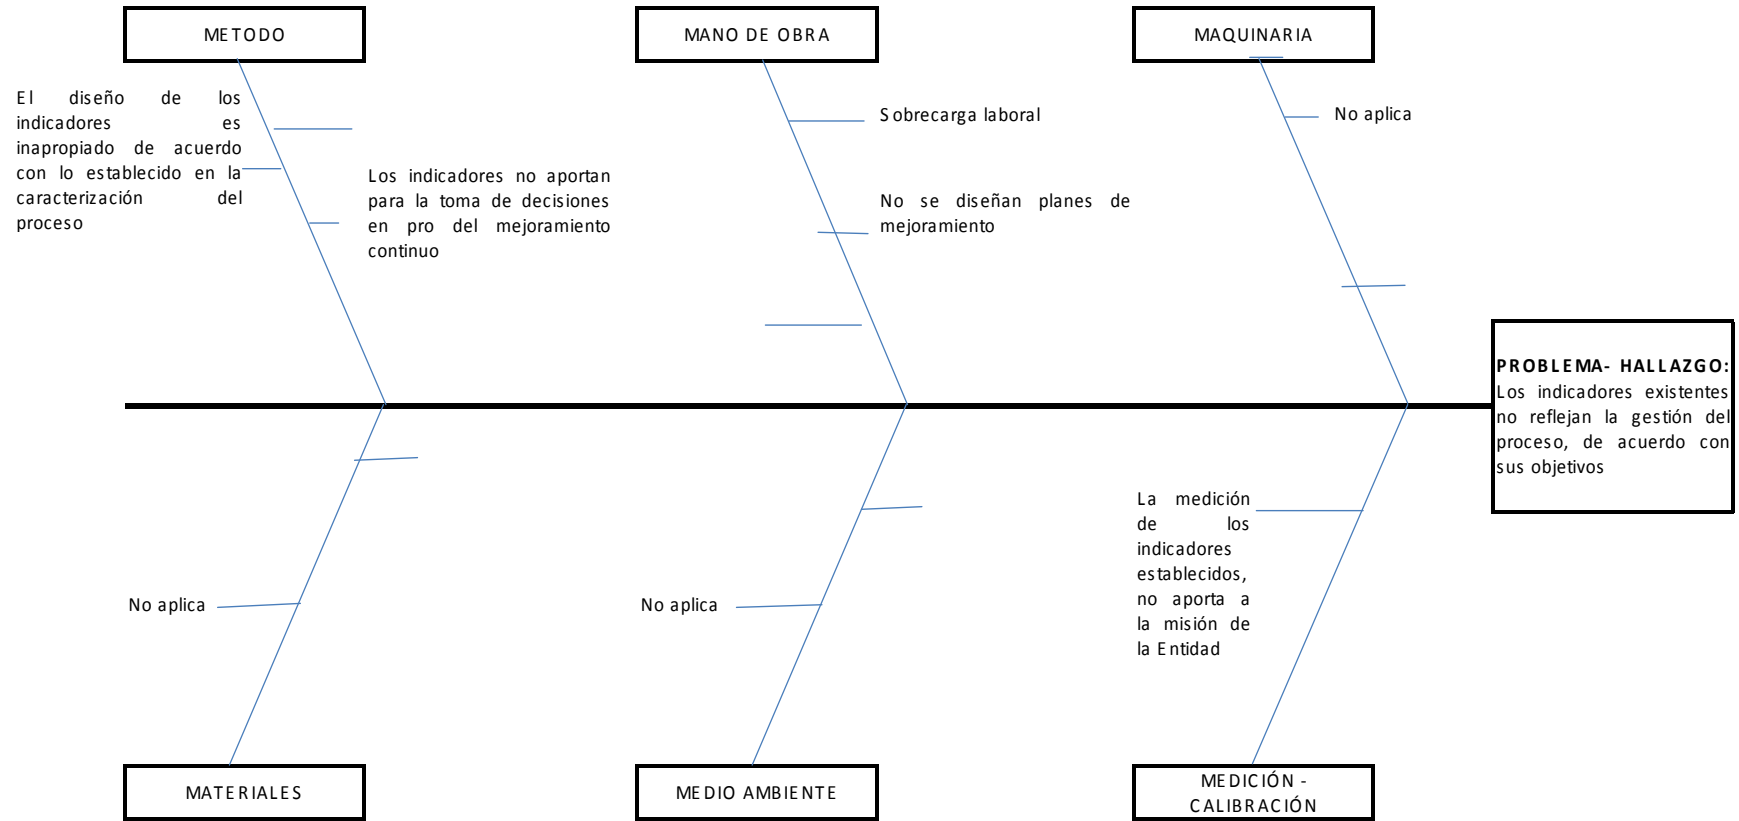 METODO
MANO DE OBRA
MAQUINARIA
El diseño de los
indicadores es
inapropiado de acuerdo
con lo establecido en la
caracterización del
proceso
Los indicadores no aportan
para la toma de decisiones
en pro del mejoramiento
continuo
Sobrecarga laboral
No se diseñan planes de
mejoramiento
No aplica
PROBLEMA- HALLAZGO:
Los indicadores existentes
no reflejan la gestión del
proceso, de acuerdo con
sus objetivos
No aplica
No aplica
La medición
de los
indicadores
establecidos,
no aporta a
la misión de
la Entidad
MATERIALES
MEDIO AMBIENTE
MEDICIÓN -
CALIBRACIÓN